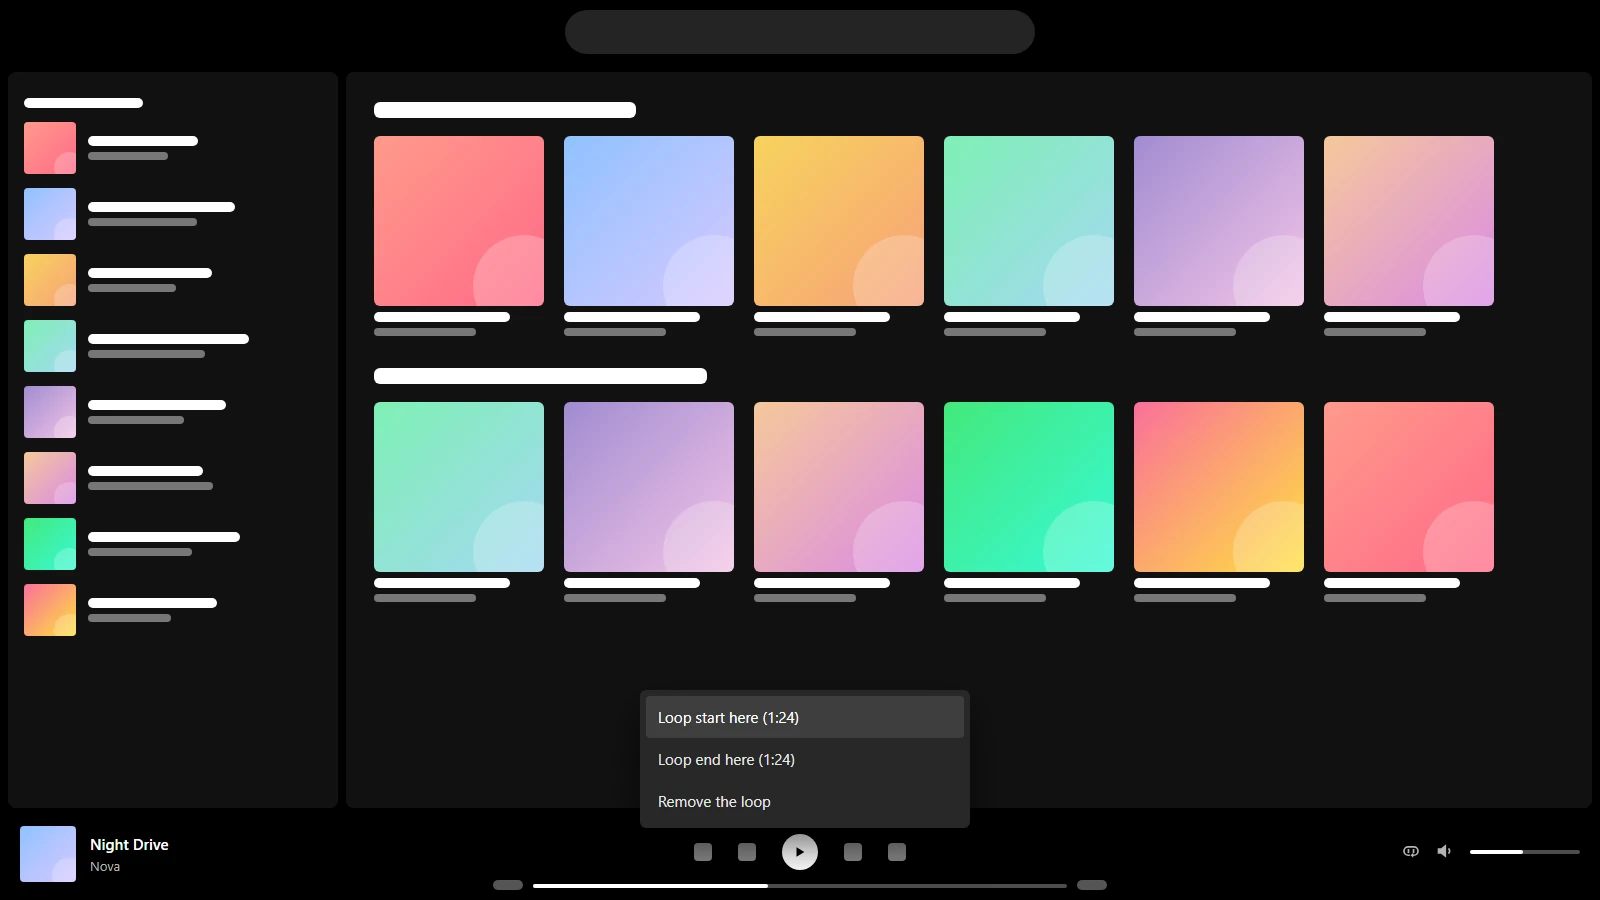 Loop start here (1:24)
Loop end here (1:24)
Remove the loop
Night Drive
Nova